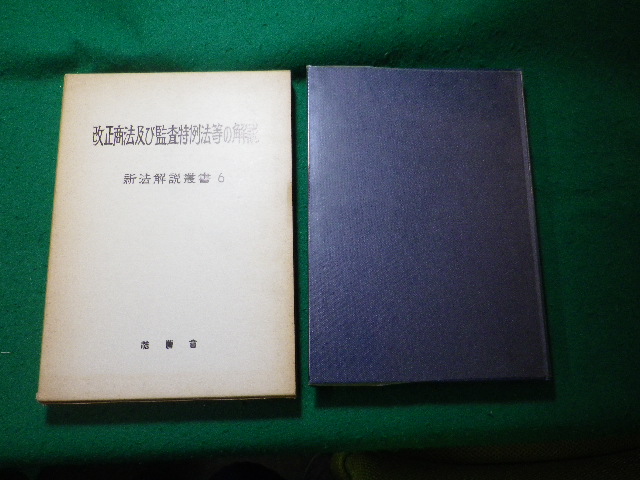 改正商法及び監査特例法等の解説
新法解説叢書 6
法曹會